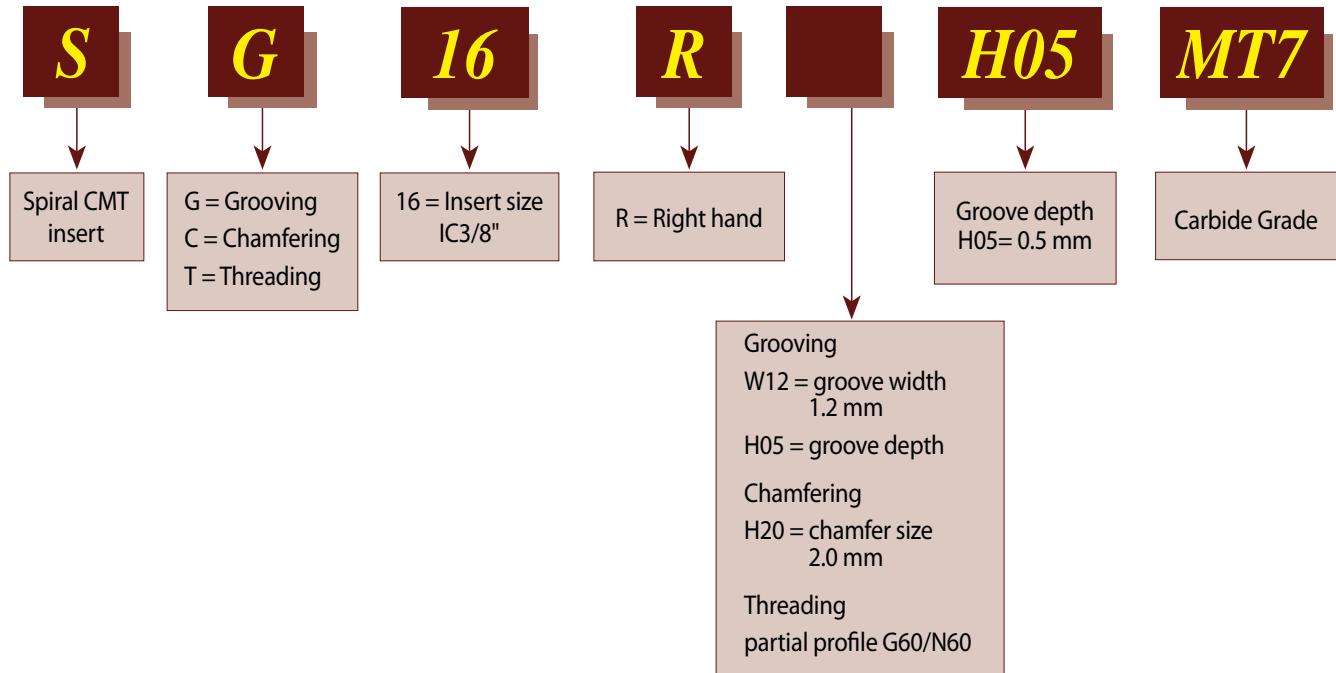 S G 16 R H05 MT7
Spiral CMT
insert
G = Grooving
C = Chamfering
T = Threading
16 = Insert size
IC3/8"
R = Right hand
Groove depth
H05= 0.5 mm
Carbide Grade
Grooving
W12 = groove width
1.2 mm
H05 = groove depth
Chamfering
H20 = chamfer size
2.0 mm
Threading
partial profile G60/N60